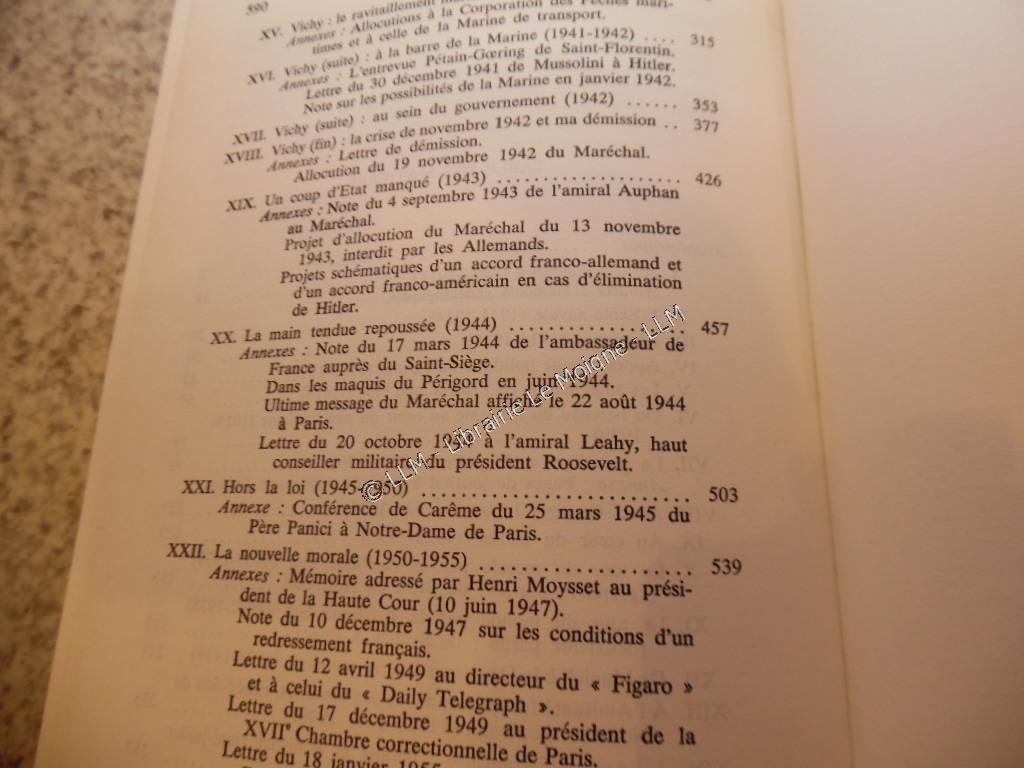 590
XV. Vichy : le ravitaillement
Annexes : Allocutions à la Corporation des Pêches mari-
times et à celle de la Marine de transport.
XVI. Vichy (suite) : à la barre de la Marine (1941-1942) .... 315
Annexes : L'entrevue Pétain-Gœring de Saint-Florentin.
Lettre du 30 décembre 1941 de Mussolini à Hitler.
Note sur les possibilités de la Marine en janvier 1942.
XVII. Vichy (suite) : au sein du gouvernement (1942) ...... 353
XVIII. Vichy (fin) : la crise de novembre 1942 et ma démission .. 377
Annexes : Lettre de démission.
Allocution du 19 novembre 1942 du Maréchal.
XIX. Un coup d'Etat manqué (1943) .................... 426
Annexes : Note du 4 septembre 1943 de l'amiral Auphan
au Maréchal.
Projet d'allocution du Maréchal du 13 novembre
1943, interdit par les Allemands.
Projets schématiques d'un accord franco-allemand et
d'un accord franco-américain en cas d'élimination
de Hitler.
XX. La main tendue repoussée (1944) .................. 457
Annexes : Note du 17 mars 1944 de l'ambassadeur de
France auprès du Saint-Siège.
Dans les maquis du Périgord en juin 1944.
Ultime message du Maréchal affiché le 22 août 1944
à Paris.
Lettre du 20 octobre 1944 à l'amiral Leahy, haut
conseiller militaire du président Roosevelt.
XXI. Hors la loi (1945-1950) ........................... 503
Annexe : Conférence de Carême du 25 mars 1945 du
Père Panici à Notre-Dame de Paris.
XXII. La nouvelle morale (1950-1955) ..................... 539
Annexes : Mémoire adressé par Henri Moysset au prési-
dent de la Haute Cour (10 juin 1947).
Note du 10 décembre 1947 sur les conditions d'un
redressement français.
Lettre du 12 avril 1949 au directeur du « Figaro »
et à celui du « Daily Telegraph ».
Lettre du 17 décembre 1949 au président de la
XVIIe Chambre correctionnelle de Paris.
Lettre du 18 janvier 1955
© LLM - Librairie Le Moigne - LLM